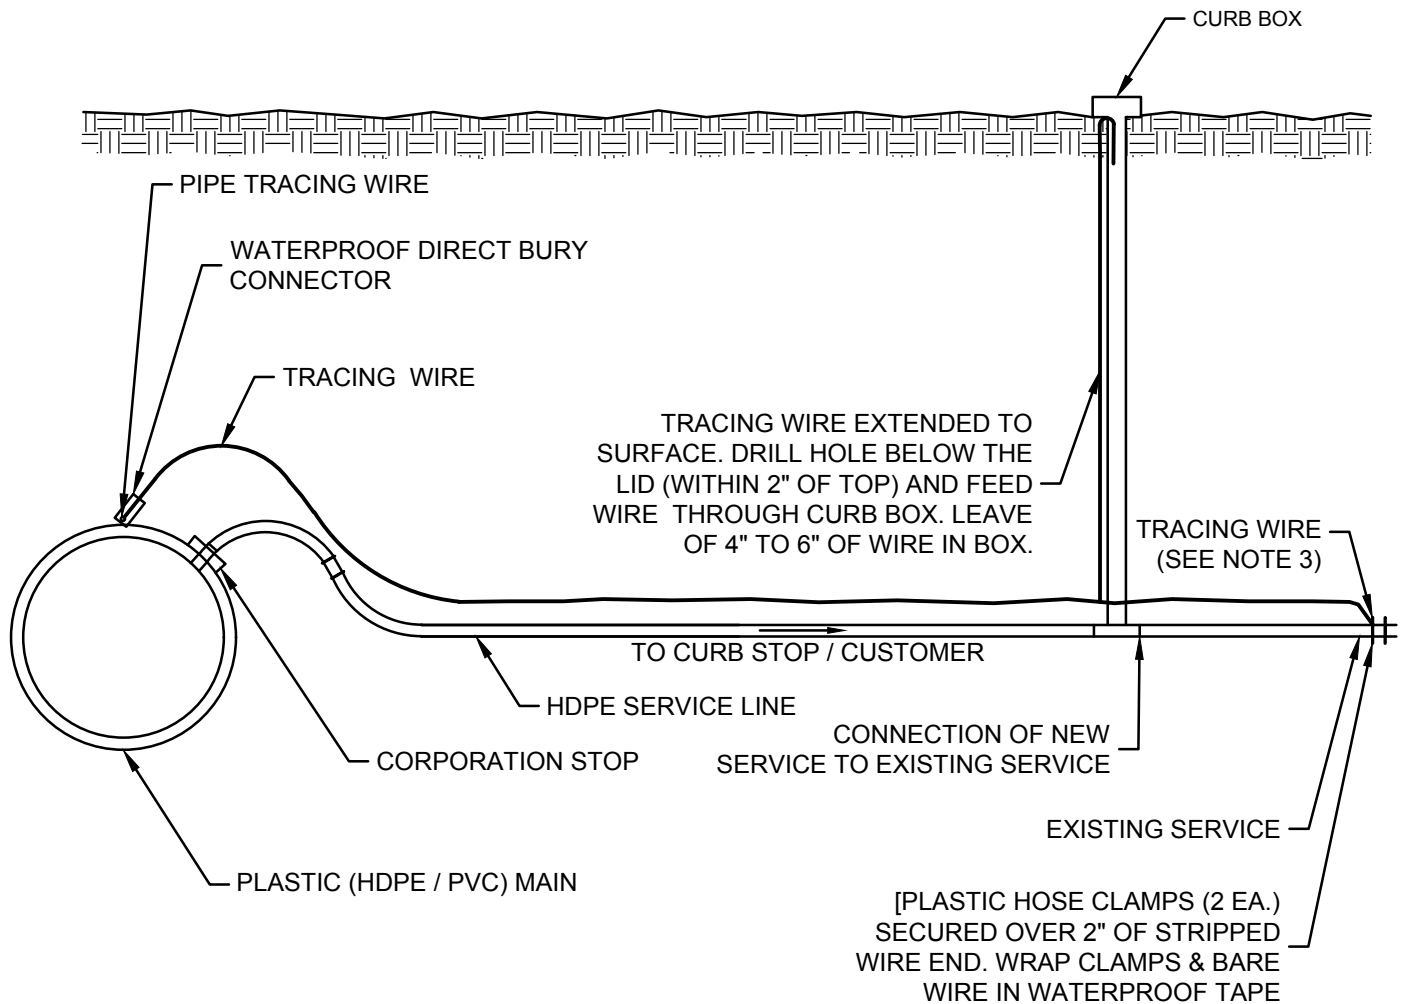 CURB BOX
PIPE TRACING WIRE
WATERPROOF DIRECT BURY
CONNECTOR
TRACING WIRE
TRACING WIRE EXTENDED TO
SURFACE. DRILL HOLE BELOW THE
LID (WITHIN 2" OF TOP) AND FEED
WIRE THROUGH CURB BOX. LEAVE
OF 4" TO 6" OF WIRE IN BOX.
TRACING WIRE
(SEE NOTE 3)
TO CURB STOP / CUSTOMER
HDPE SERVICE LINE
CONNECTION OF NEW
SERVICE TO EXISTING SERVICE
CORPORATION STOP
EXISTING SERVICE
PLASTIC (HDPE / PVC) MAIN
[PLASTIC HOSE CLAMPS (2 EA.)
SECURED OVER 2" OF STRIPPED
WIRE END. WRAP CLAMPS & BARE
WIRE IN WATERPROOF TAPE